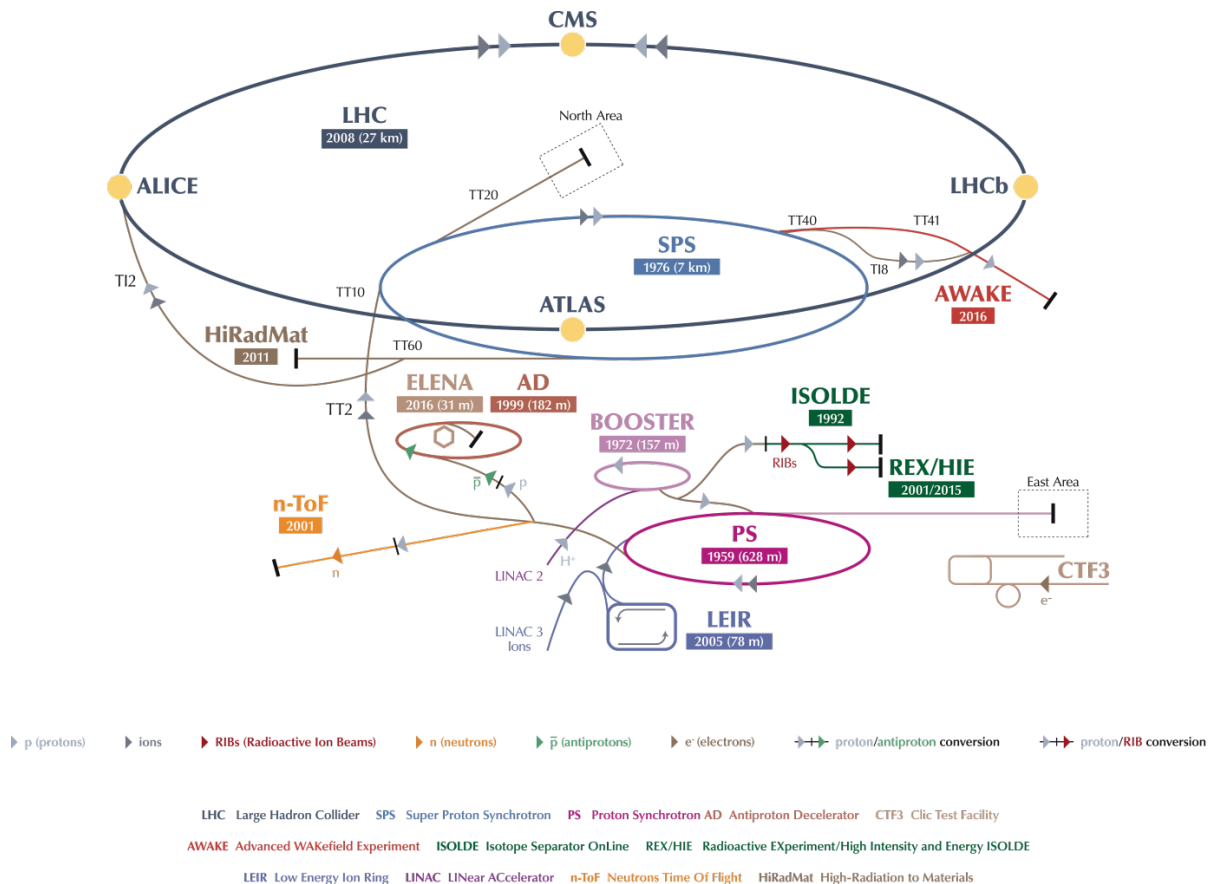 CMS
LHC
2008 (27 km)
North Area
ALICE
LHCb
TT20
TT40
TT41
SPS
1976 (7 km)
TI8
TI2
TT10
ATLAS
AWAKE
2016
HiRadMat
2011
TT60
ELENA
2016 (31 m)
AD
1999 (182 m)
TT2
BOOSTER
1972 (157 m)
ISOLDE
1992
RIBs
REX/HIE
2001/2015
p̅
p
East Area
n-ToF
2001
n
PS
1959 (628 m)
H⁺
LINAC 2
CTF3
e⁻
LEIR
2005 (78 m)
LINAC 3
Ions
p (protons) ions RIBs (Radioactive Ion Beams) n (neutrons) p̅ (antiprotons) e⁻ (electrons) proton/antiproton conversion proton/RIB conversion
LHC Large Hadron Collider SPS Super Proton Synchrotron PS Proton Synchrotron AD Antiproton Decelerator CTF3 Clic Test Facility
AWAKE Advanced WAKefield Experiment ISOLDE Isotope Separator OnLine REX/HIE Radioactive EXperiment/High Intensity and Energy ISOLDE
LEIR Low Energy Ion Ring LINAC LINear ACcelerator n-ToF Neutrons Time Of Flight HiRadMat High-Radiation to Materials